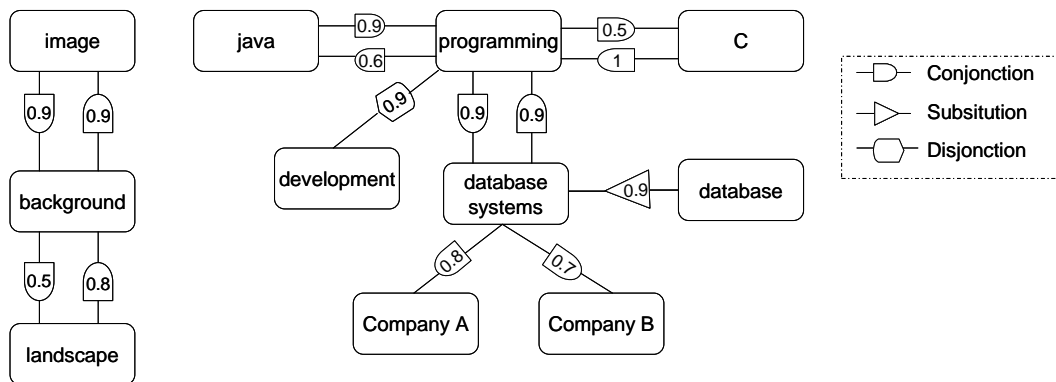 image
java
0.9
0.6
programming
0.5
1
C
Conjonction
Subsitution
Disjonction
0.9
0.9
0.9
0.9
0.9
background
development
database
systems
0.9
database
0.5
0.8
0.8
0.7
landscape
Company A
Company B